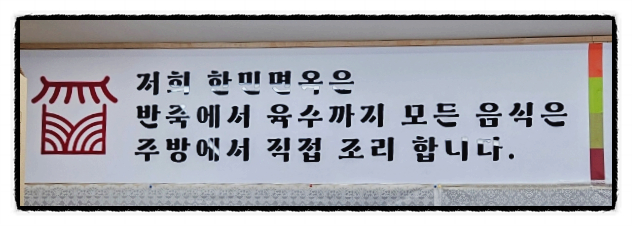 저희 한민면옥은
반죽에서 육수까지 모든 음식은
주방에서 직접 조리 합니다.